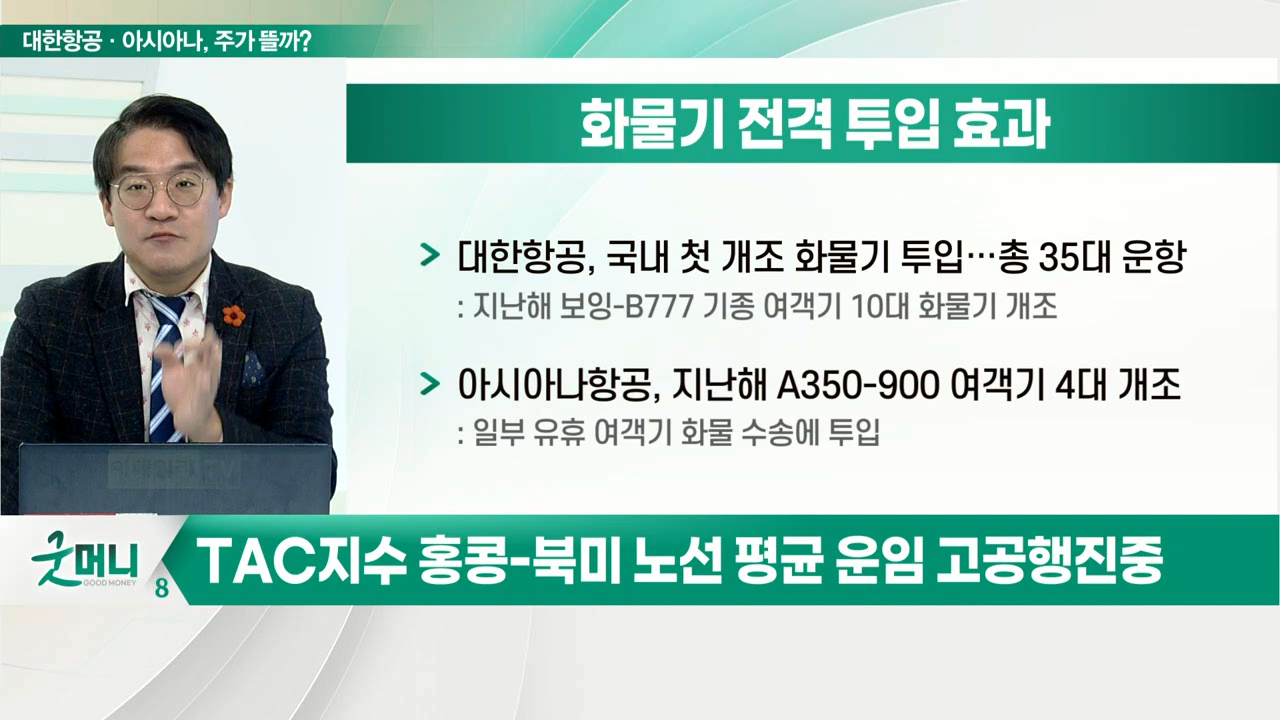 대한항공 · 아시아나, 주가 뜰까?
화물기 전격 투입 효과
> 대한항공, 국내 첫 개조 화물기 투입…총 35대 운항
: 지난해 보잉-B777 기종 여객기 10대 화물기 개조
> 아시아나항공, 지난해 A350-900 여객기 4대 개조
: 일부 유휴 여객기 화물 수송에 투입
굿머니
GOOD MONEY
8
TAC지수 홍콩-북미 노선 평균 운임 고공행진중